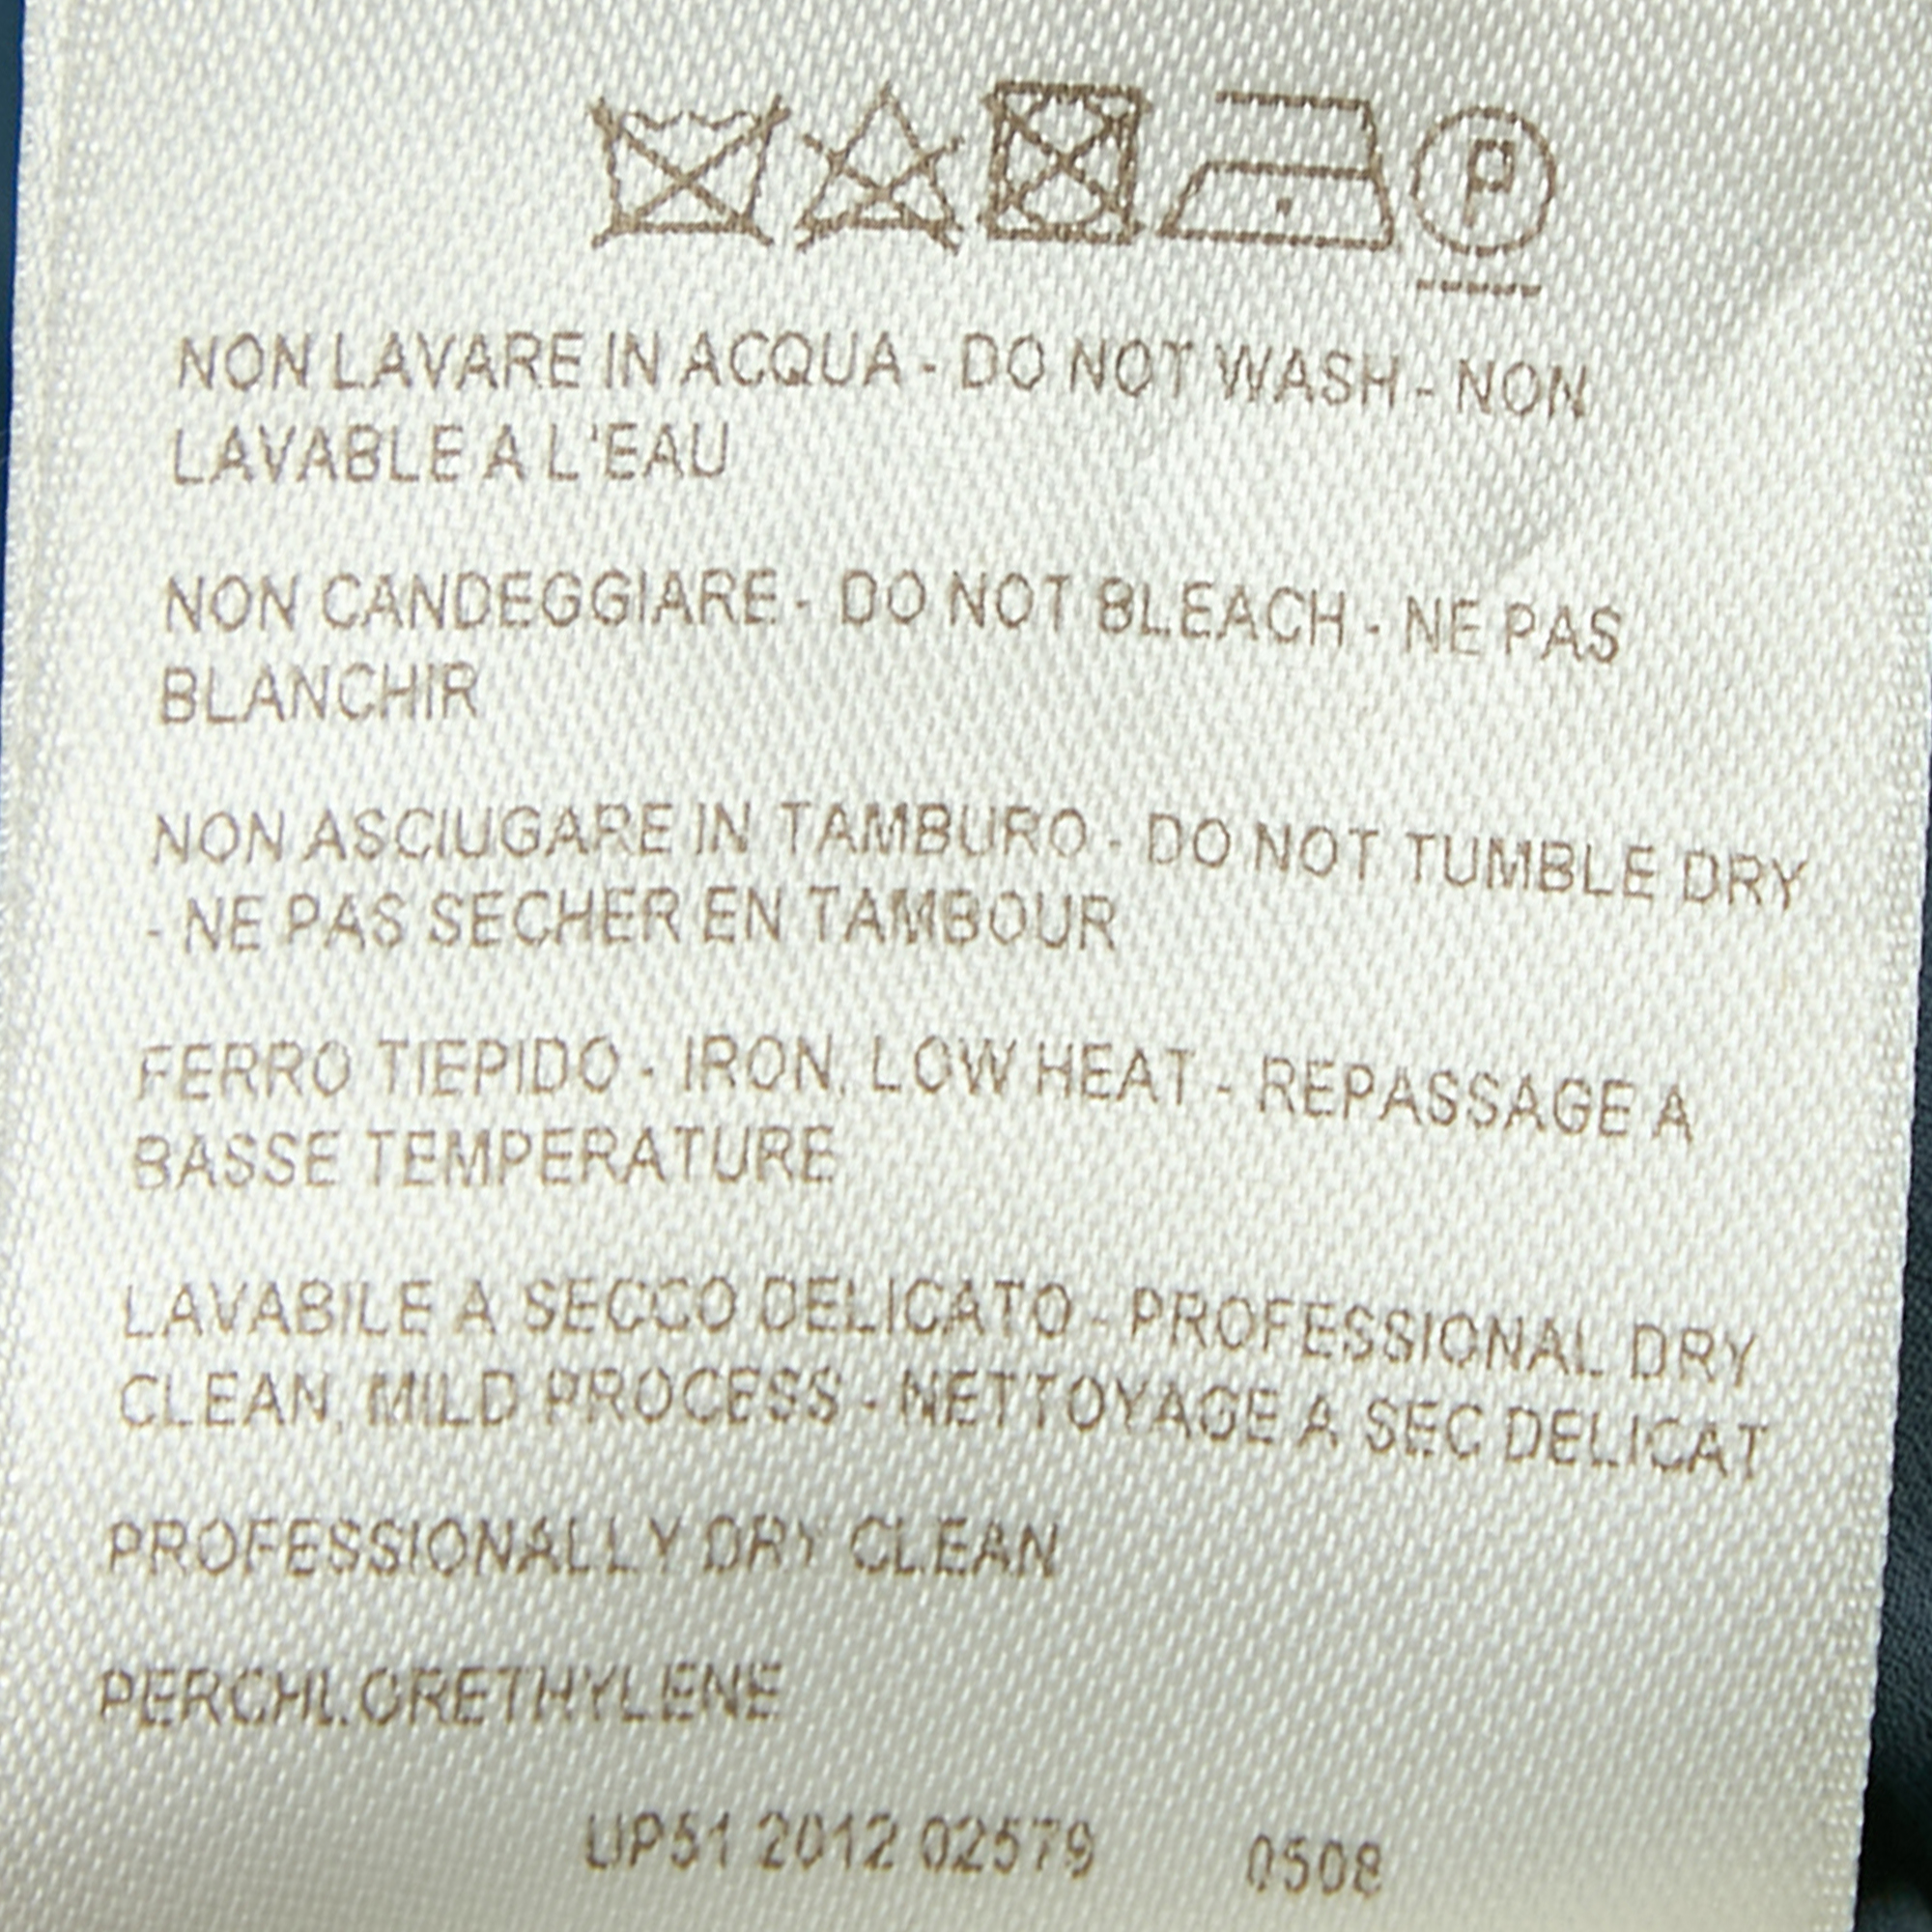 P
NON LAVARE IN ACQUA - DO NOT WASH - NON
LAVABLE A L'EAU
NON CANDEGGIARE - DO NOT BLEACH - NE PAS
BLANCHIR
NON ASCIUGARE IN TAMBURO - DO NOT TUMBLE DRY
- NE PAS SECHER EN TAMBOUR
FERRO TIEPIDO - IRON, LOW HEAT - REPASSAGE A
BASSE TEMPERATURE
LAVABILE A SECCO DELICATO - PROFESSIONAL DRY
CLEAN, MILD PROCESS - NETTOYAGE A SEC DELICAT
PROFESSIONALLY DRY CLEAN
PERCHLORETHYLENE
UP51 2012 02579 0508